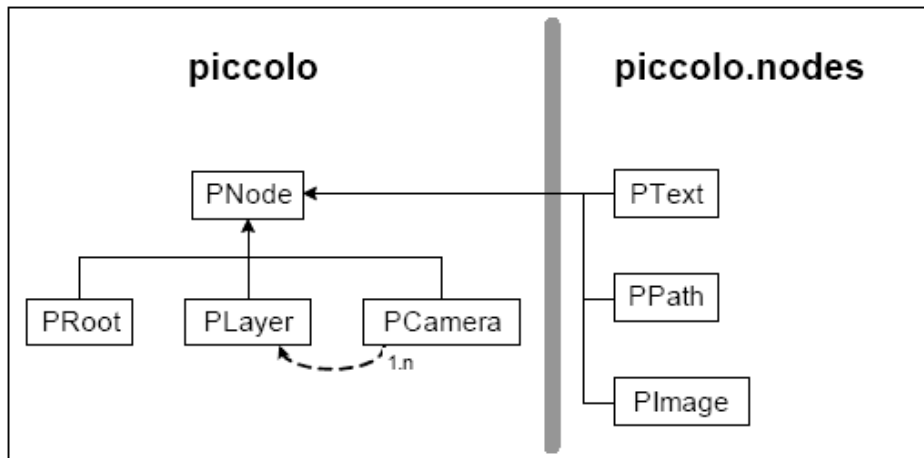 piccolo
piccolo.nodes
PNode
PText
PRoot
PLayer
PCamera
PPath
1.n
PImage